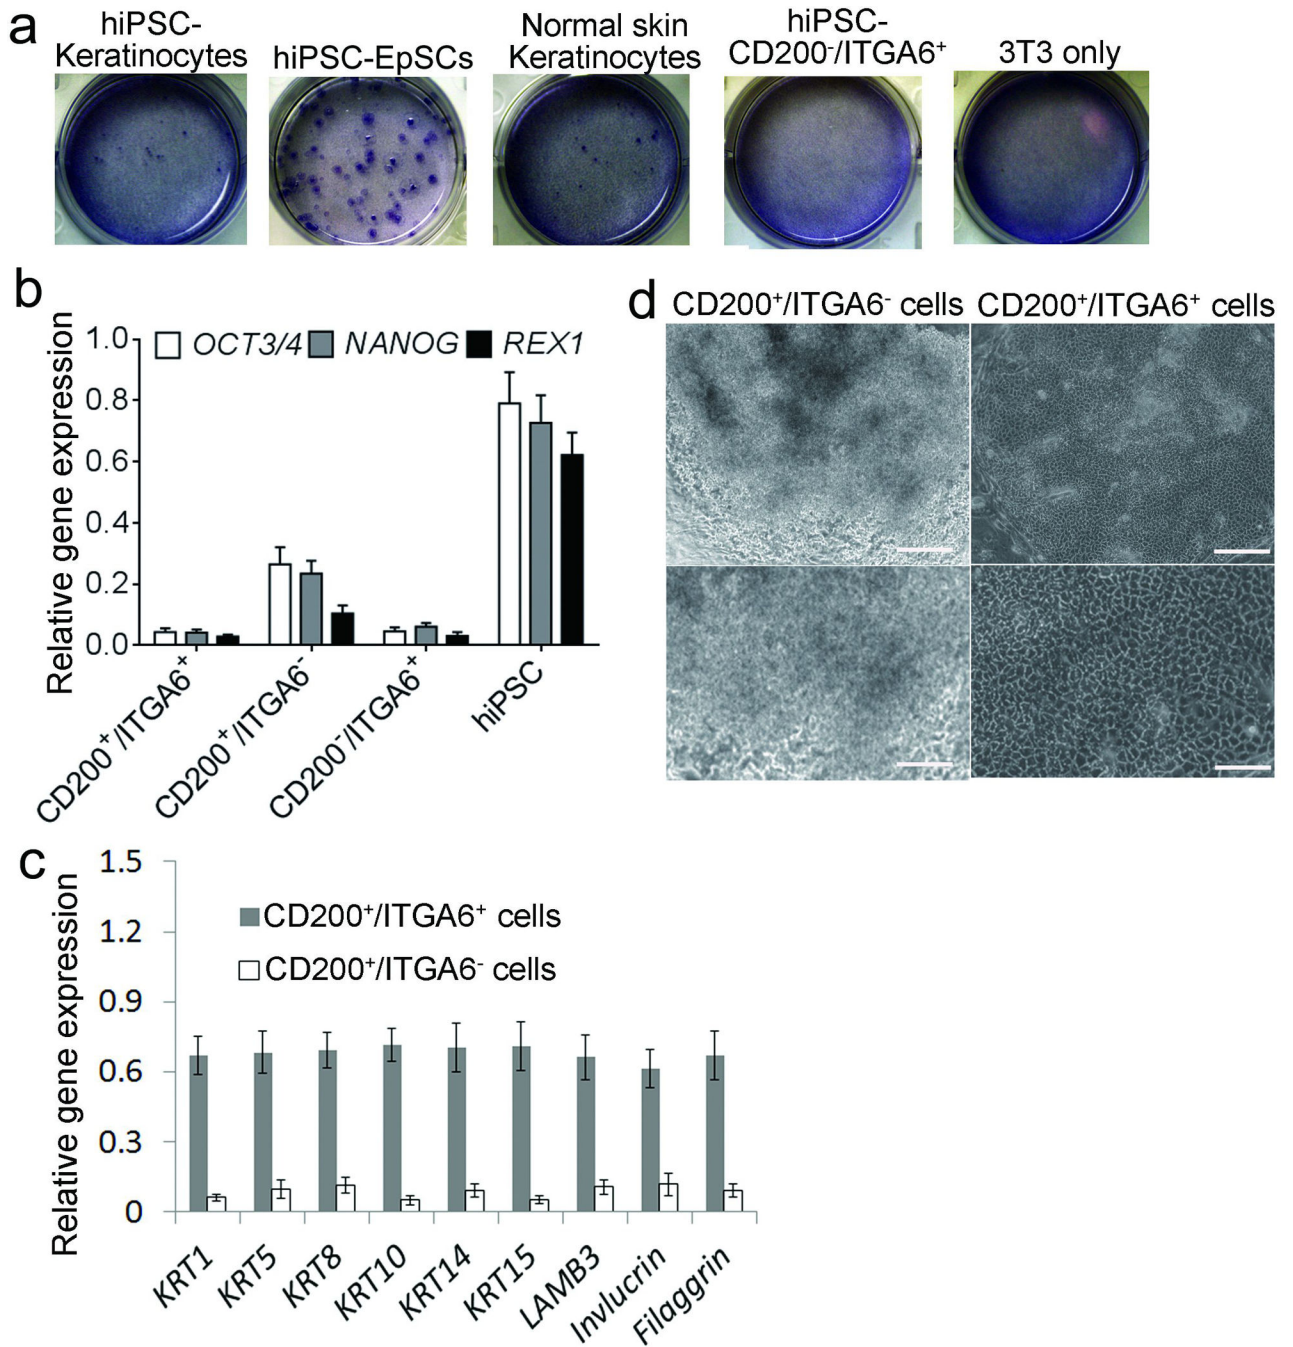 a
hiPSC-
Keratinocytes
hiPSC-EpSCs
Normal skin
Keratinocytes
hiPSC-
CD200⁻/ITGA6⁺
3T3 only
b
Relative gene expression
1.0
0.8
0.6
0.4
0.2
0.0
OCT3/4 NANOG REX1
CD200⁺/ITGA6⁺
CD200⁺/ITGA6⁻
CD200⁻/ITGA6⁺
hiPSC
d
CD200⁺/ITGA6⁻ cells
CD200⁺/ITGA6⁺ cells
c
Relative gene expression
1.5
1.2
0.9
0.6
0.3
0
CD200⁺/ITGA6⁺ cells
CD200⁺/ITGA6⁻ cells
KRT1
KRT5
KRT8
KRT10
KRT14
KRT15
LAMB3
Invlucrin
Filaggrin